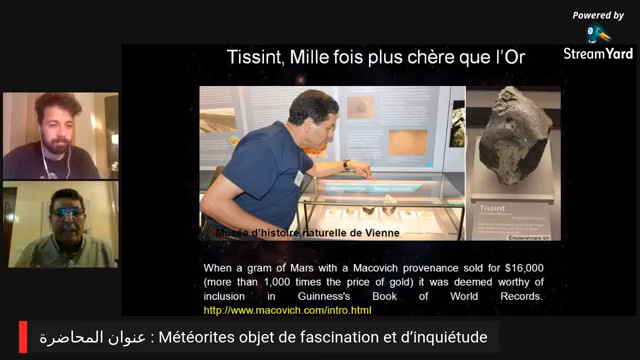 Powered by
StreamYard
Tissint, Mille fois plus chère que l'Or
Tissint
Musée d'histoire naturelle de Vienne
When a gram of Mars with a Macovich provenance sold for $16,000
(more than 1,000 times the price of gold) it was deemed worthy of
inclusion in Guinness's Book of World Records.
http://www.macovich.com/intro.html
عنوان المحاضرة : Météorites objet de fascination et d'inquiétude